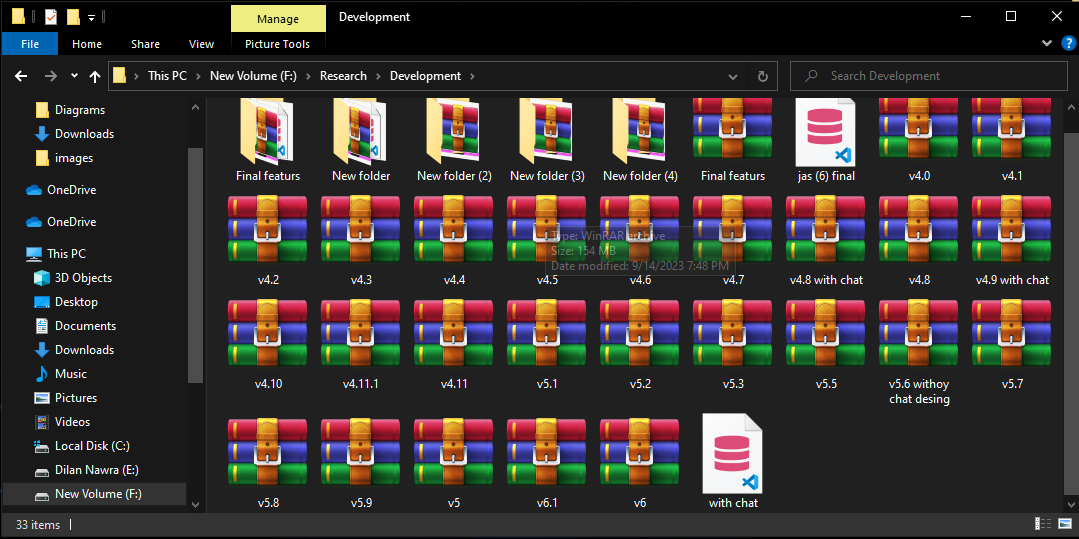 Manage
Development
File
Home
Share
View
Picture Tools
This PC
New Volume (F:)
Research
Development
Search Development
Diagrams
Downloads
images
OneDrive
OneDrive
This PC
3D Objects
Desktop
Documents
Downloads
Music
Pictures
Videos
Local Disk (C:)
Dilan Nawra (E:)
New Volume (F:)
Final featurs
New folder
New folder (2)
New folder (3)
New folder (4)
Final featurs
jas (6) final
v4.0
v4.1
v4.2
v4.3
v4.4
v4.5
v4.6
v4.7
v4.8 with chat
v4.8
v4.9 with chat
Type: WinRAR archive
Size: 154 MB
Date modified: 9/14/2023 7:48 PM
v4.10
v4.11.1
v4.11
v5.1
v5.2
v5.3
v5.5
v5.6 withoy
chat desing
v5.7
v5.8
v5.9
v5
v6.1
v6
with chat
33 items